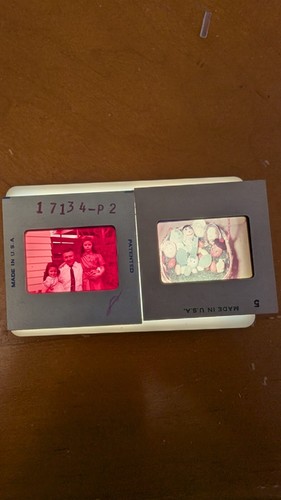 17134-P2
MADE IN U.S.A.
PATENTED
MADE IN U.S.A.
5